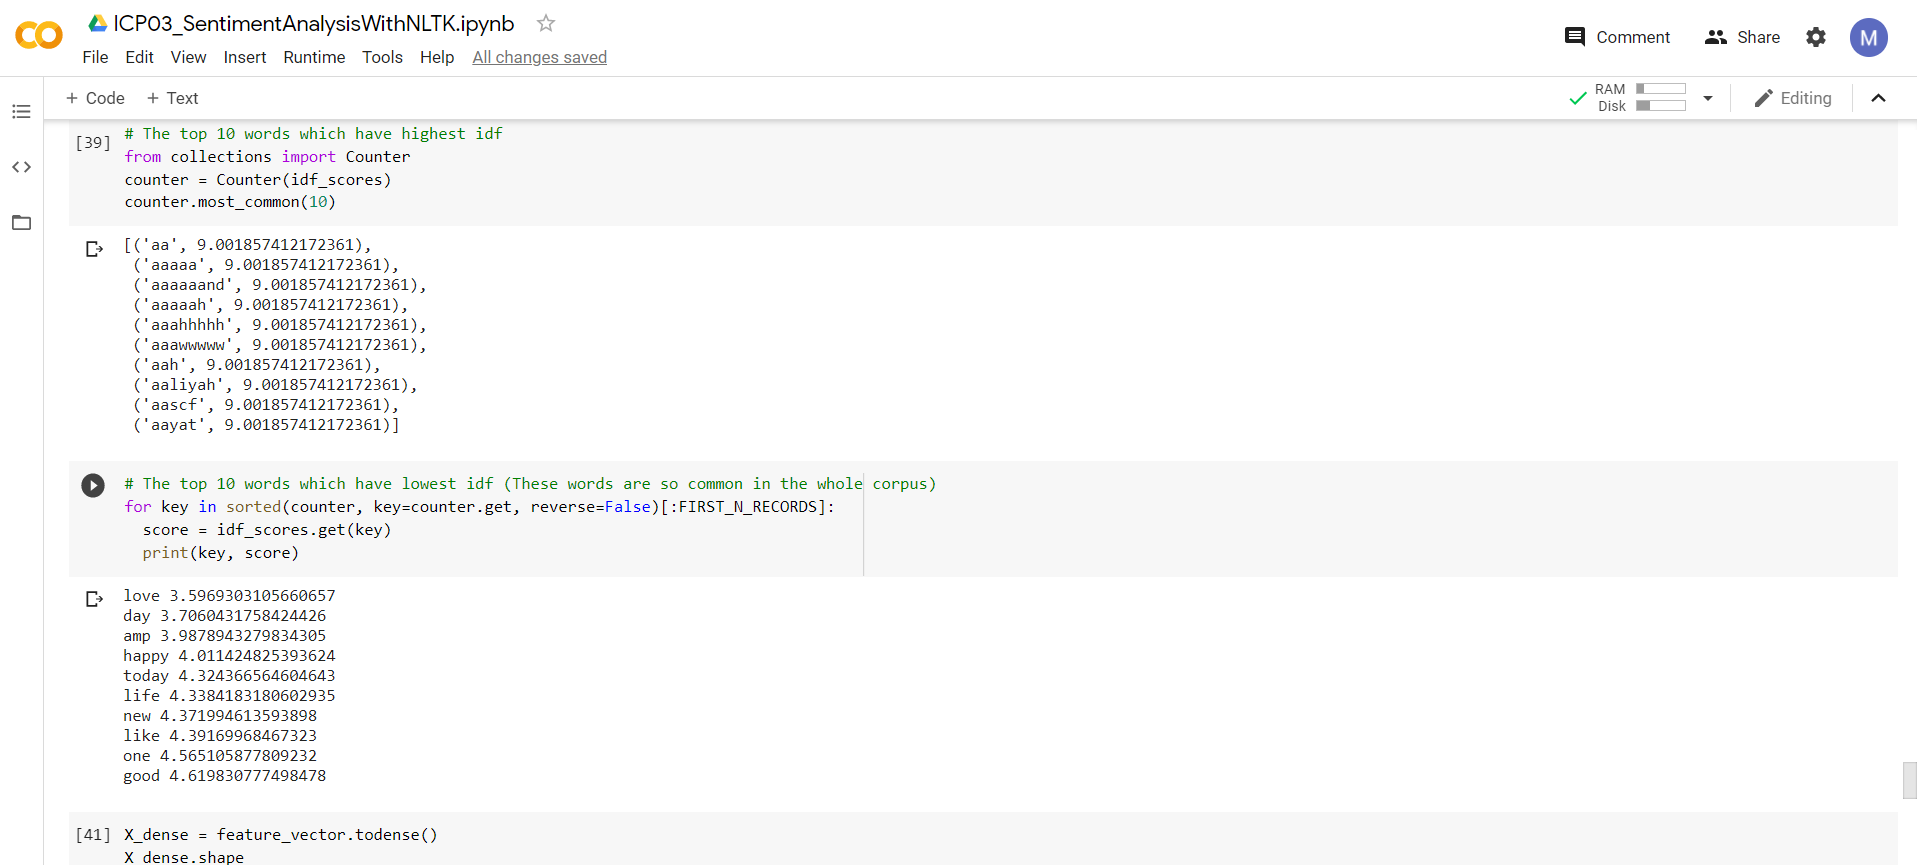 ICP03_SentimentAnalysisWithNLTK.ipynb
File Edit View Insert Runtime Tools Help All changes saved
Comment Share M
+ Code + Text
RAM
Disk
Editing
[39]
# The top 10 words which have highest idf
from collections import Counter
counter = Counter(idf_scores)
counter.most_common(10)
[('aa', 9.001857412172361),
('aaaaa', 9.001857412172361),
('aaaaaand', 9.001857412172361),
('aaaaah', 9.001857412172361),
('aaahhhhh', 9.001857412172361),
('aaawwwww', 9.001857412172361),
('aah', 9.001857412172361),
('aaliyah', 9.001857412172361),
('aascf', 9.001857412172361),
('aayat', 9.001857412172361)]
# The top 10 words which have lowest idf (These words are so common in the whole corpus)
for key in sorted(counter, key=counter.get, reverse=False)[:FIRST_N_RECORDS]:
score = idf_scores.get(key)
print(key, score)
love 3.5969303105660657
day 3.7060431758424426
amp 3.9878943279834305
happy 4.011424825393624
today 4.324366564604643
life 4.3384183180602935
new 4.371994613593898
like 4.39169968467323
one 4.565105877809232
good 4.619830777498478
[41] X_dense = feature_vector.todense()
X_dense.shape